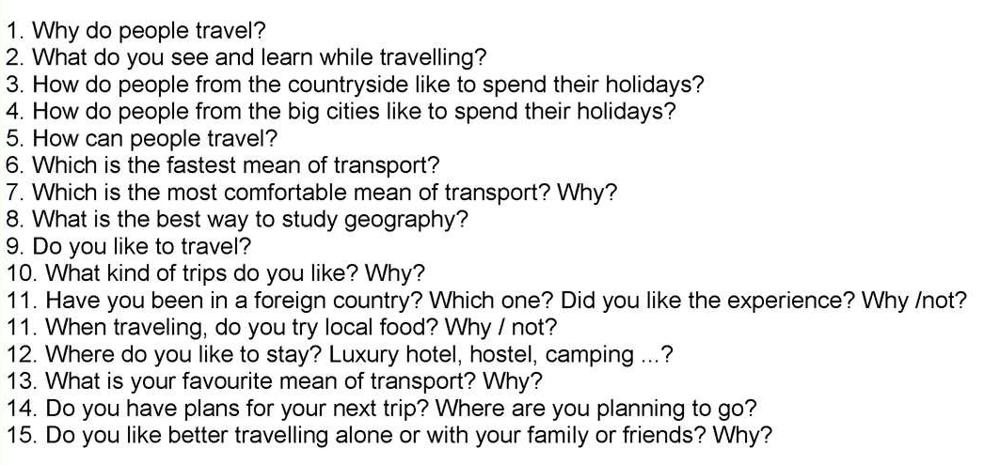 1. Why do people travel?
2. What do you see and learn while travelling?
3. How do people from the countryside like to spend their holidays?
4. How do people from the big cities like to spend their holidays?
5. How can people travel?
6. Which is the fastest mean of transport?
7. Which is the most comfortable mean of transport? Why?
8. What is the best way to study geography?
9. Do you like to travel?
10. What kind of trips do you like? Why?
11. Have you been in a foreign country? Which one? Did you like the experience? Why /not?
11. When traveling, do you try local food? Why / not?
12. Where do you like to stay? Luxury hotel, hostel, camping ...?
13. What is your favourite mean of transport? Why?
14. Do you have plans for your next trip? Where are you planning to go?
15. Do you like better travelling alone or with your family or friends? Why?